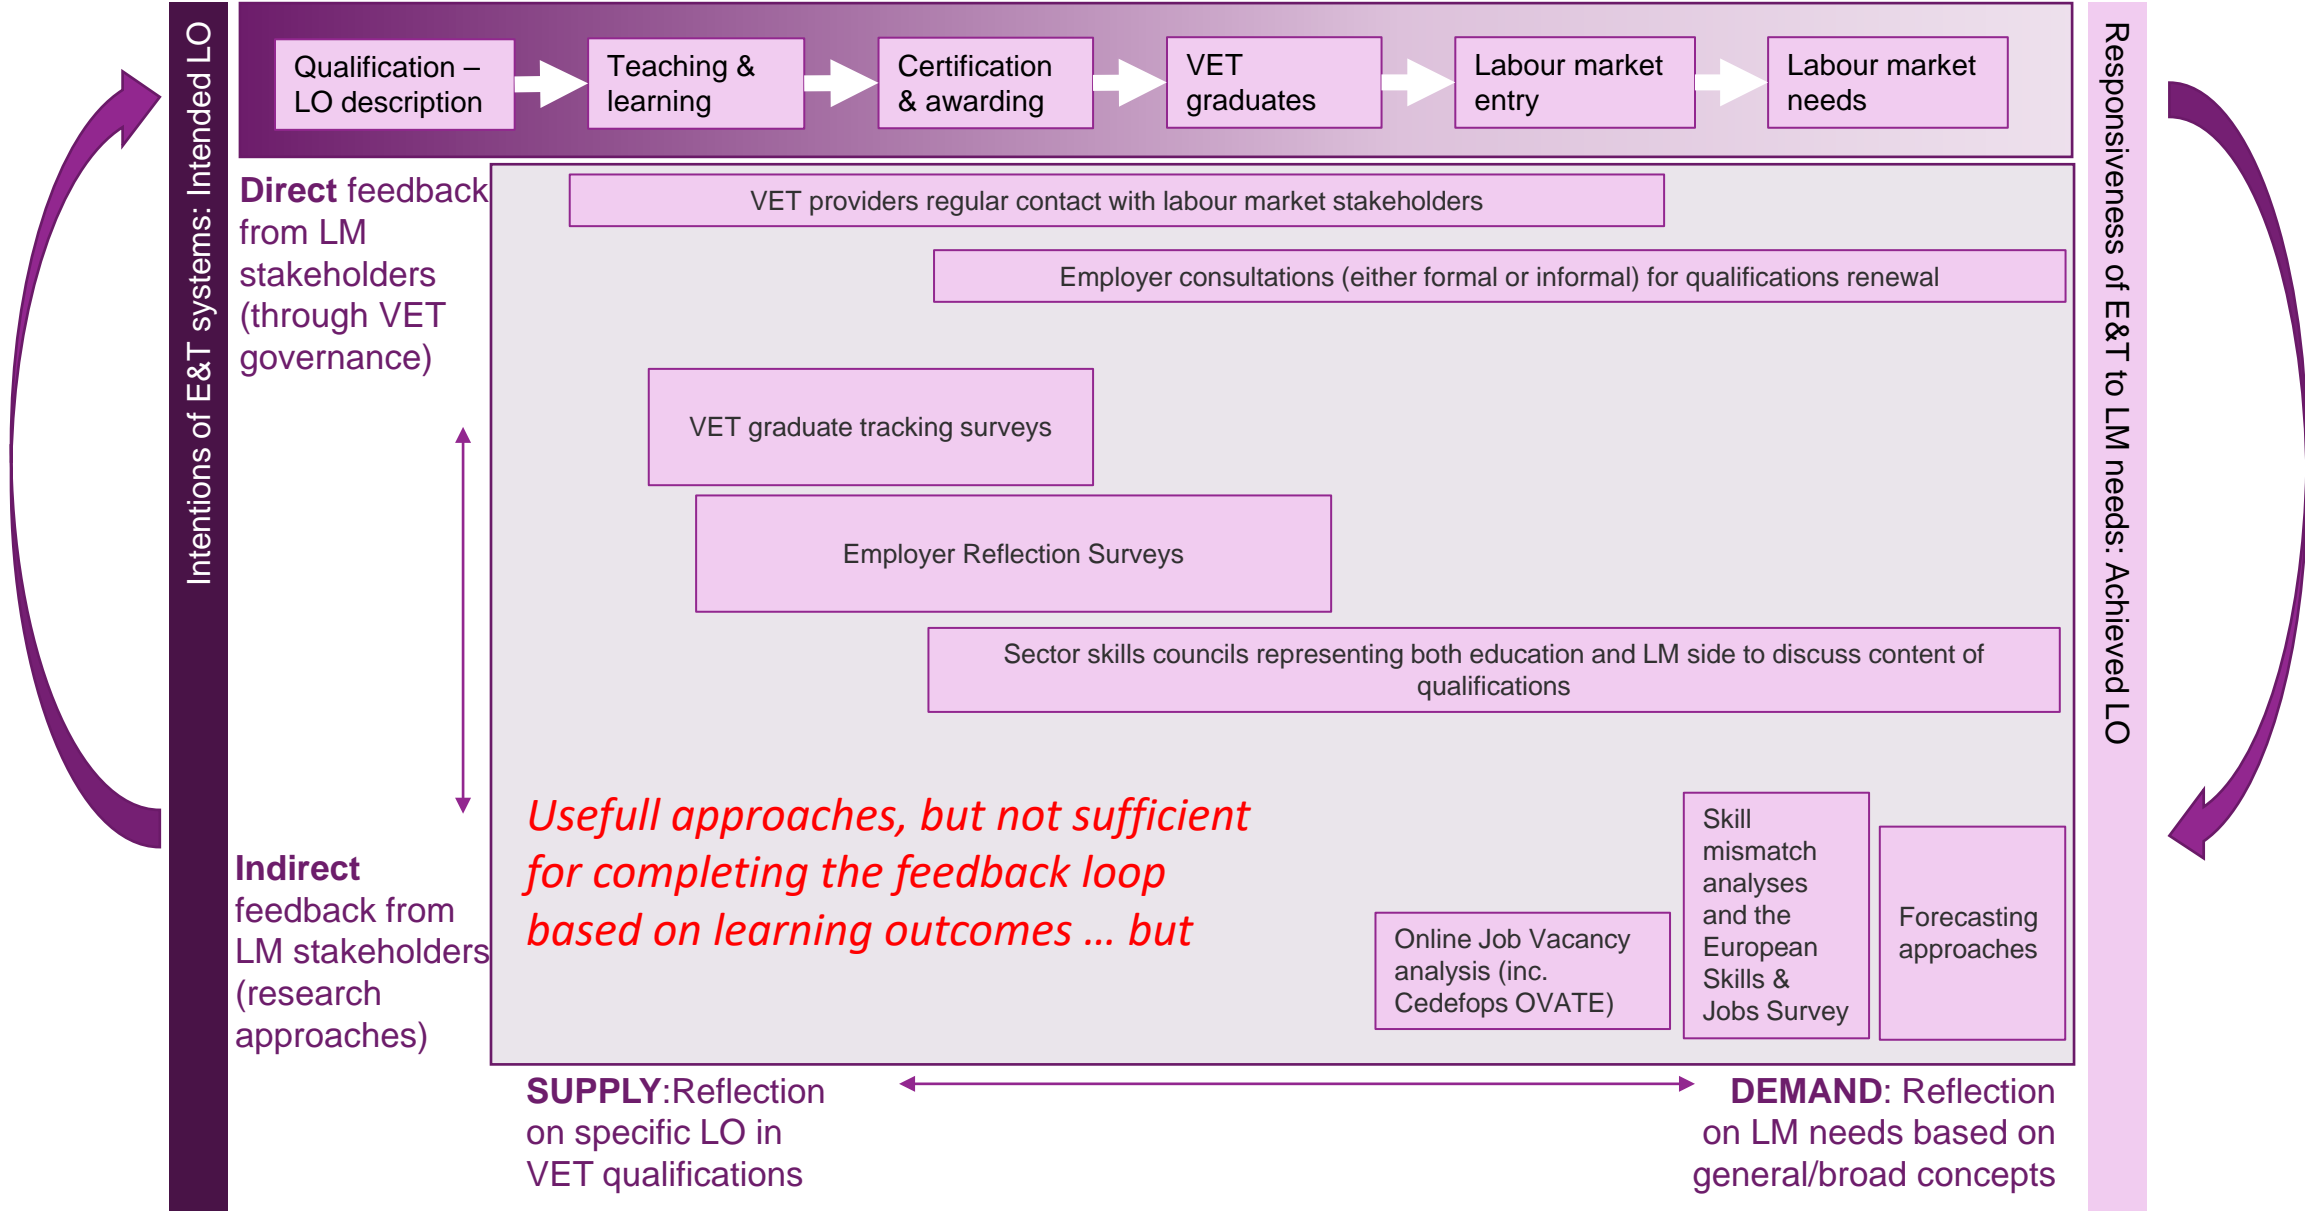 Intentions of E&T systems: Intended LO
Qualification –
LO description
Teaching &
learning
Certification
& awarding
VET
graduates
Labour market
entry
Labour market
needs
Responsiveness of E&T to LM needs: Achieved LO
Direct feedback
from LM
stakeholders
(through VET
governance)
VET providers regular contact with labour market stakeholders
Employer consultations (either formal or informal) for qualifications renewal
VET graduate tracking surveys
Employer Reflection Surveys
Sector skills councils representing both education and LM side to discuss content of
qualifications
Usefull approaches, but not sufficient
for completing the feedback loop
based on learning outcomes … but
Indirect
feedback from
LM stakeholders
(research
approaches)
Online Job Vacancy
analysis (inc.
Cedefops OVATE)
Skill
mismatch
analyses
and the
European
Skills &
Jobs Survey
Forecasting
approaches
SUPPLY:Reflection
on specific LO in
VET qualifications
DEMAND: Reflection
on LM needs based on
general/broad concepts